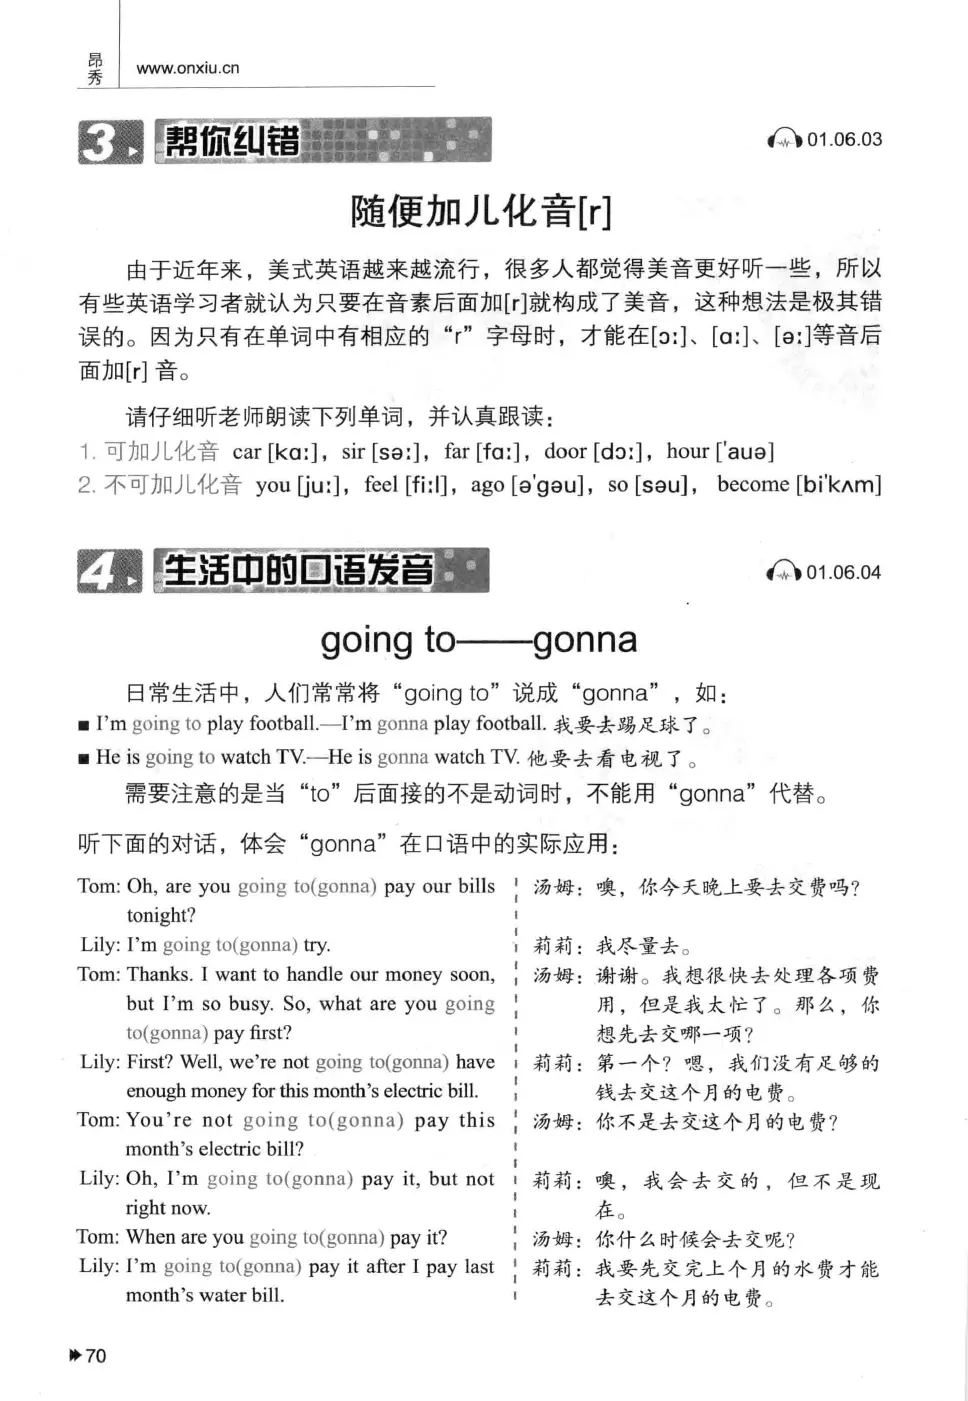 昂秀
www.onxiu.cn
3 帮你纠错
01.06.03
随便加儿化音[r]
由于近年来，美式英语越来越流行，很多人都觉得美音更好听一些，所以
有些英语学习者就认为只要在音素后面加[r]就构成了美音，这种想法是极其错
误的。因为只有在单词中有相应的“r”字母时，才能在[ɔː]、[ɑː]、[əː]等音后
面加[r] 音。
请仔细听老师朗读下列单词，并认真跟读：
1. 可加儿化音 car [kɑː]，sir [səː]，far [fɑː]，door [dɔː]，hour ['auə]
2. 不可加儿化音 you [juː]，feel [fiːl]，ago [ə'gəu]，so [səu]， become [bi'kʌm]
4 生活中的口语发音
01.06.04
going to——gonna
日常生活中，人们常常将“going to”说成“gonna”，如：
■ I'm going to play football.—I'm gonna play football. 我要去踢足球了。
■ He is going to watch TV.—He is gonna watch TV. 他要去看电视了。
需要注意的是当“to”后面接的不是动词时，不能用“gonna”代替。
听下面的对话，体会“gonna”在口语中的实际应用：
Tom: Oh, are you going to(gonna) pay our bills
tonight?
Lily: I'm going to(gonna) try.
Tom: Thanks. I want to handle our money soon,
but I'm so busy. So, what are you going
to(gonna) pay first?
Lily: First? Well, we're not going to(gonna) have
enough money for this month's electric bill.
Tom: You're not going to(gonna) pay this
month's electric bill?
Lily: Oh, I'm going to(gonna) pay it, but not
right now.
Tom: When are you going to(gonna) pay it?
Lily: I'm going to(gonna) pay it after I pay last
month's water bill.
汤姆：噢，你今天晚上要去交费吗？
莉莉：我尽量去。
汤姆：谢谢。我想很快去处理各项费
用，但是我太忙了。那么，你
想先去交哪一项？
莉莉：第一个？嗯，我们没有足够的
钱去交这个月的电费。
汤姆：你不是去交这个月的电费？
莉莉：噢，我会去交的，但不是现
在。
汤姆：你什么时候会去交呢？
莉莉：我要先交完上个月的水费才能
去交这个月的电费。
70